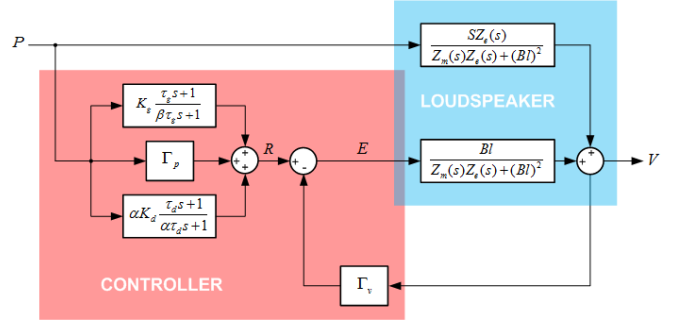 P
SZ_e(s)
Z_m(s)Z_e(s)+(Bl)^2
LOUDSPEAKER
K_g τ_g s+1
βτ_g s+1
Γ_p
αK_d τ_d s+1
ατ_d s+1
+
+
+
R
+
-
E
Bl
Z_m(s)Z_e(s)+(Bl)^2
+
+
V
Γ_v
CONTROLLER